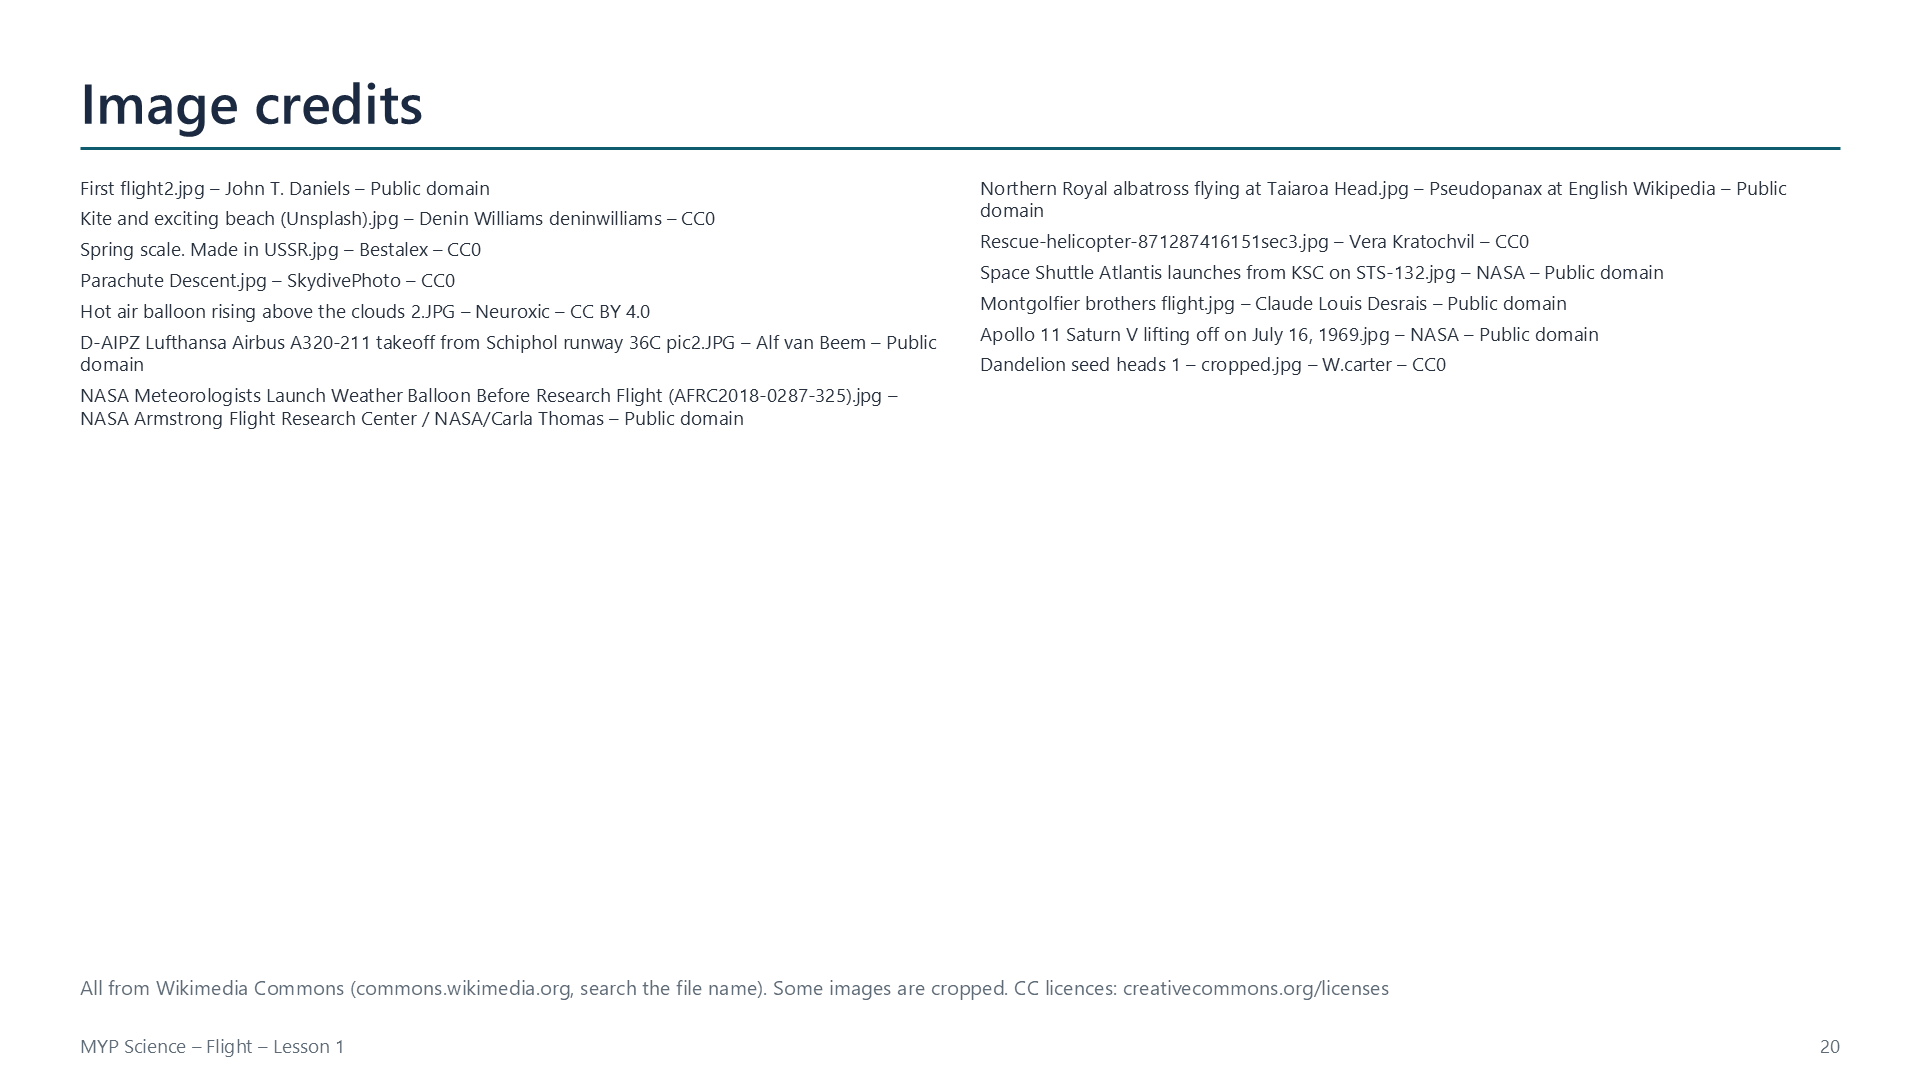 Image credits
First flight2.jpg – John T. Daniels – Public domain
Kite and exciting beach (Unsplash).jpg – Denin Williams deninwilliams – CC0
Spring scale. Made in USSR.jpg – Bestalex – CC0
Parachute Descent.jpg – SkydivePhoto – CC0
Hot air balloon rising above the clouds 2.JPG – Neuroxic – CC BY 4.0
D-AIPZ Lufthansa Airbus A320-211 takeoff from Schiphol runway 36C pic2.JPG – Alf van Beem – Public
domain
NASA Meteorologists Launch Weather Balloon Before Research Flight (AFRC2018-0287-325).jpg –
NASA Armstrong Flight Research Center / NASA/Carla Thomas – Public domain
Northern Royal albatross flying at Taiaroa Head.jpg – Pseudopanax at English Wikipedia – Public
domain
Rescue-helicopter-871287416151sec3.jpg – Vera Kratochvil – CC0
Space Shuttle Atlantis launches from KSC on STS-132.jpg – NASA – Public domain
Montgolfier brothers flight.jpg – Claude Louis Desrais – Public domain
Apollo 11 Saturn V lifting off on July 16, 1969.jpg – NASA – Public domain
Dandelion seed heads 1 – cropped.jpg – W.carter – CC0
All from Wikimedia Commons (commons.wikimedia.org, search the file name). Some images are cropped. CC licences: creativecommons.org/licenses
MYP Science – Flight – Lesson 1
20